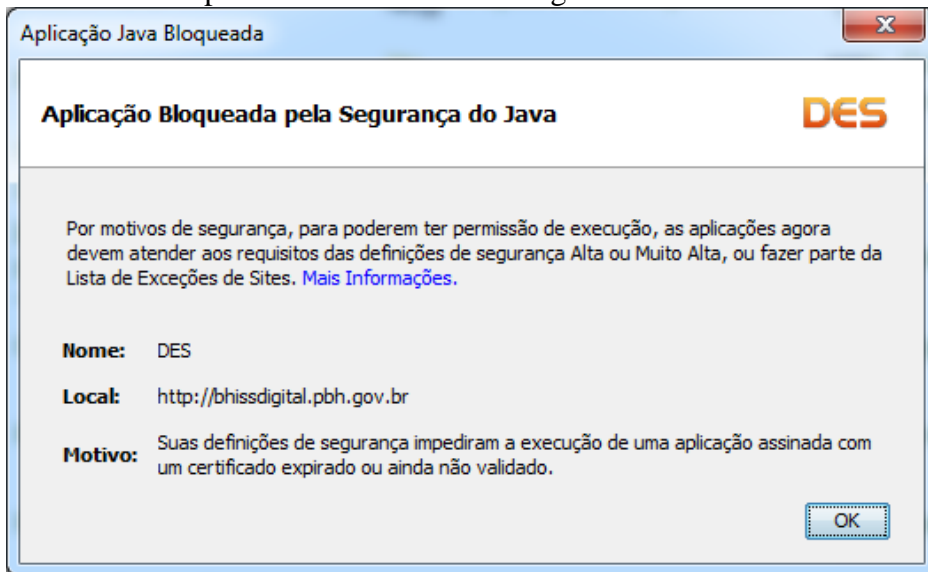 Aplicação Java Bloqueada
Aplicação Bloqueada pela Segurança do Java
DES
Por motivos de segurança, para poderem ter permissão de execução, as aplicações agora
devem atender aos requisitos das definições de segurança Alta ou Muito Alta, ou fazer parte da
Lista de Exceções de Sites. Mais Informações.
Nome: DES
Local: http://bhissdigital.pbh.gov.br
Motivo: Suas definições de segurança impediram a execução de uma aplicação assinada com
um certificado expirado ou ainda não validado.
OK